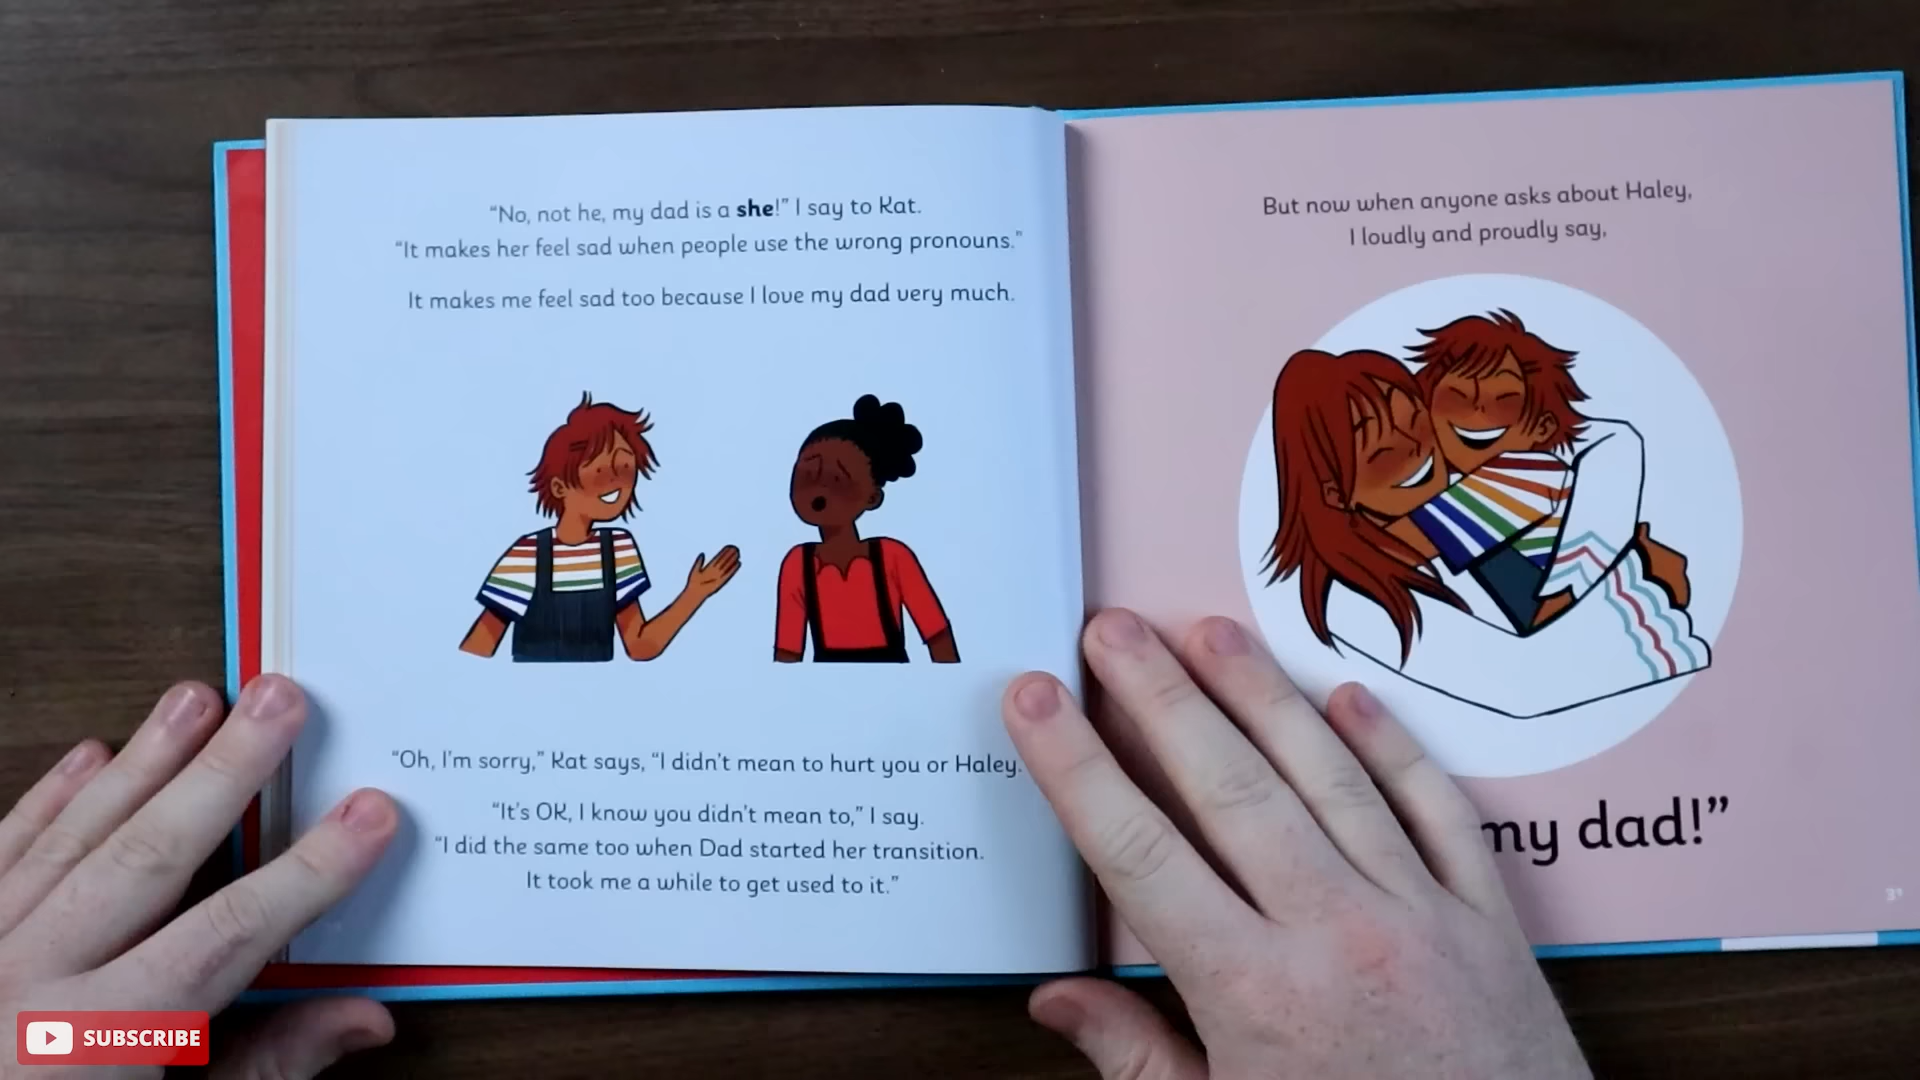 “No, not he, my dad is a she!” I say to Kat.
“It makes her feel sad when people use the wrong pronouns.”
It makes me feel sad too because I love my dad very much.
“Oh, I’m sorry,” Kat says, “I didn’t mean to hurt you or Haley.
“It’s OK, I know you didn’t mean to,” I say.
“I did the same too when Dad started her transition.
It took me a while to get used to it.”
But now when anyone asks about Haley,
I loudly and proudly say,
my dad!”
SUBSCRIBE